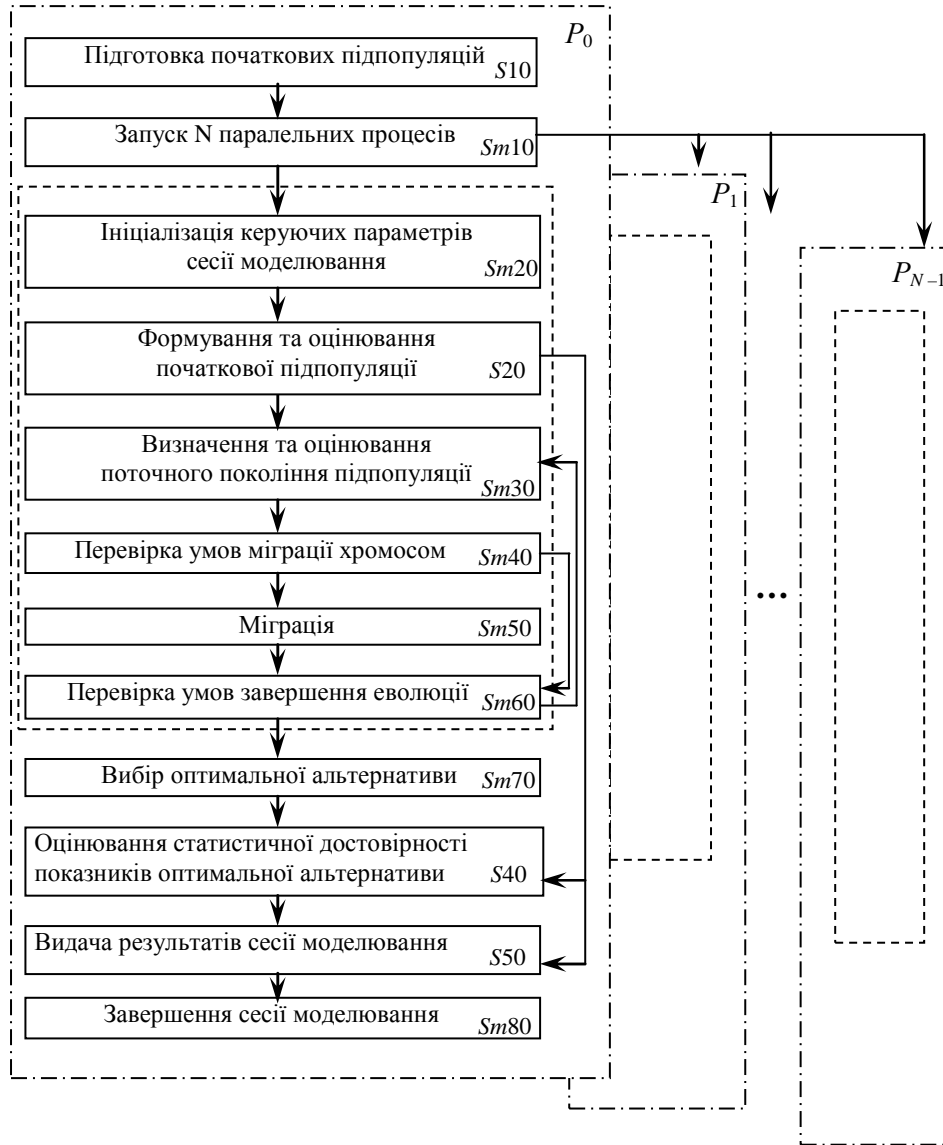 P0
Підготовка початкових підпопуляцій
S10
Запуск N паралельних процесів
Sm10
P1
Ініціалізація керуючих параметрів
сесії моделювання
Sm20
PN–1
Формування та оцінювання
початкової підпопуляції
S20
Визначення та оцінювання
поточного покоління підпопуляції
Sm30
Перевірка умов міграції хромосом
Sm40
...
Міграція
Sm50
Перевірка умов завершення еволюції
Sm60
Вибір оптимальної альтернативи
Sm70
Оцінювання статистичної достовірності
показників оптимальної альтернативи
S40
Видача результатів сесії моделювання
S50
Завершення сесії моделювання
Sm80